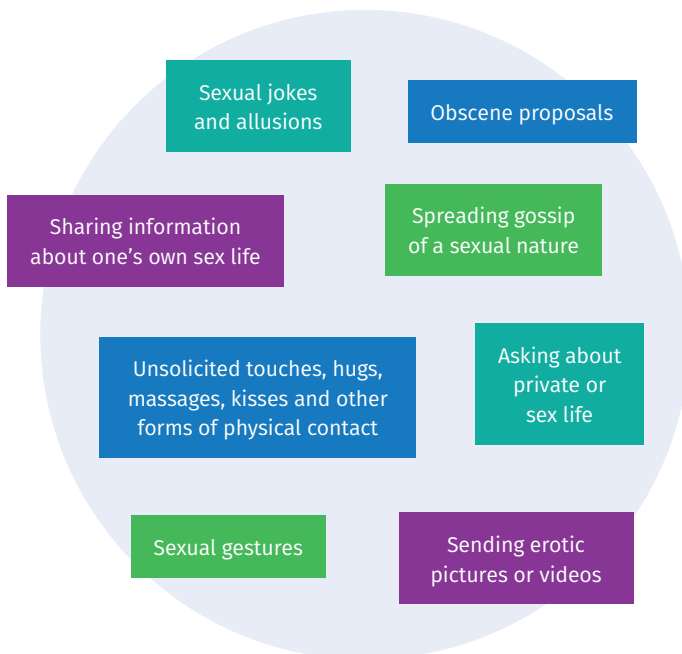 Sexual jokes
and allusions
Obscene proposals
Sharing information
about one’s own sex life
Spreading gossip
of a sexual nature
Unsolicited touches, hugs,
massages, kisses and other
forms of physical contact
Asking about
private or
sex life
Sexual gestures
Sending erotic
pictures or videos